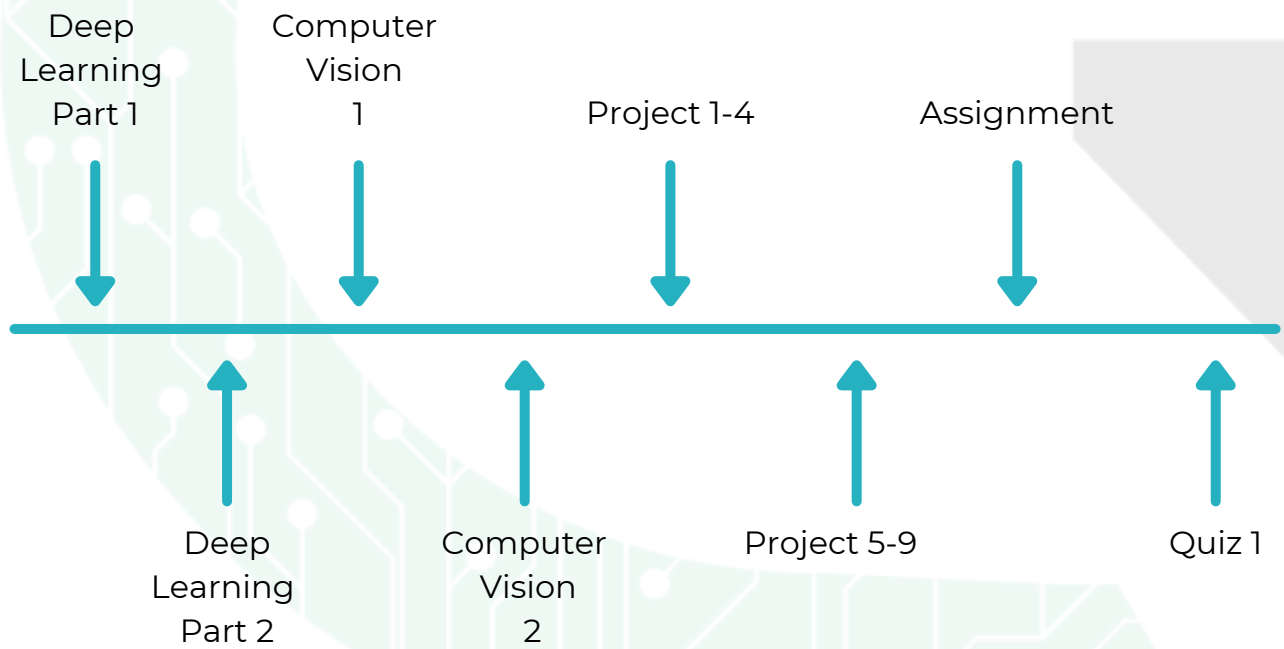 Deep
Learning
Part 1
Computer
Vision
1
Project 1-4
Assignment
Deep
Learning
Part 2
Computer
Vision
2
Project 5-9
Quiz 1